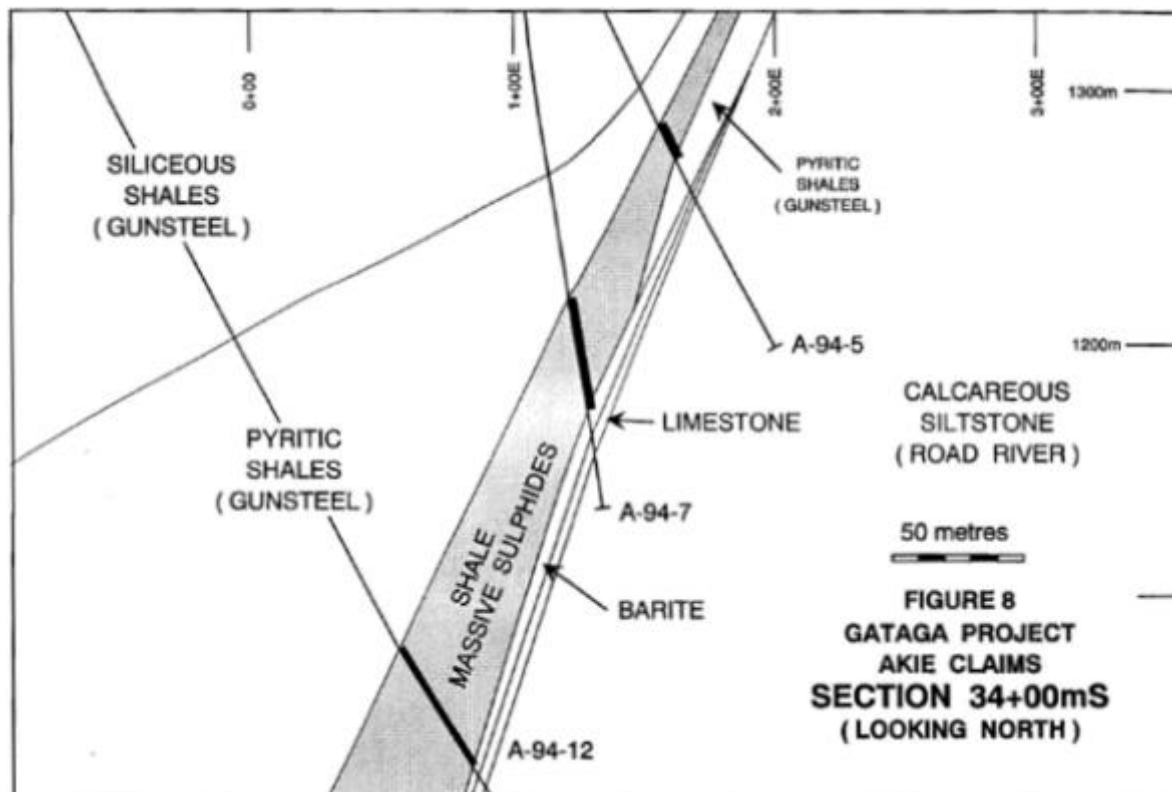 0+00
1+00E
2+00E
3+00E
1300m
SILICEOUS
SHALES
( GUNSTEEL )
PYRITIC
SHALES
( GUNSTEEL )
A-94-5
1200m
CALCAREOUS
SILTSTONE
( ROAD RIVER )
LIMESTONE
PYRITIC
SHALES
( GUNSTEEL )
A-94-7
SHALE
MASSIVE SULPHIDES
50 metres
BARITE
FIGURE 8
GATAGA PROJECT
AKIE CLAIMS
SECTION 34+00mS
( LOOKING NORTH )
A-94-12